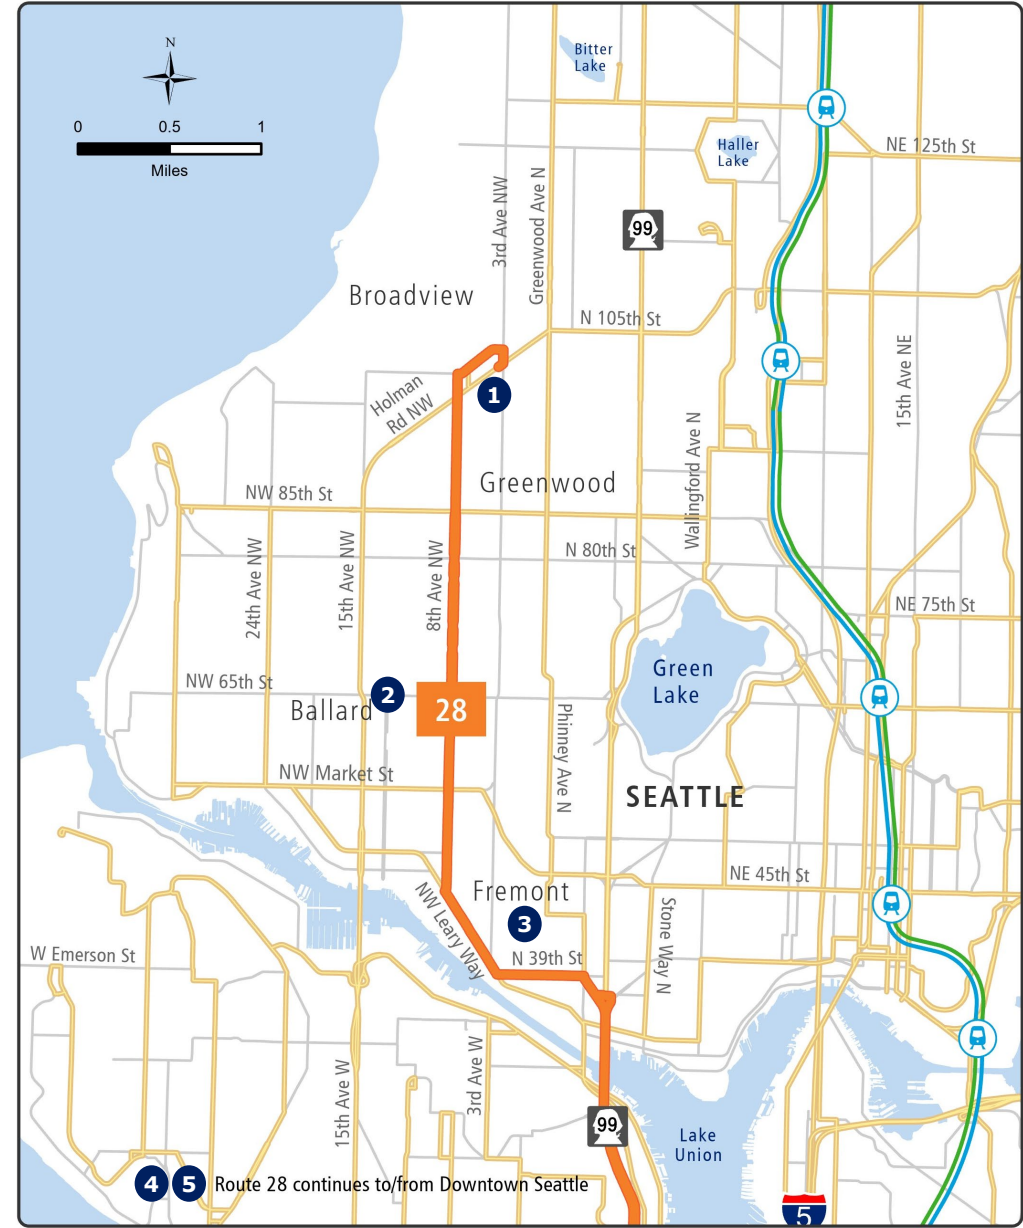 N
0 0.5 1
Miles
Bitter
Lake
Haller
Lake
NE 125th St
3rd Ave NW
Greenwood Ave N
99
Broadview
N 105th St
15th Ave NE
Holman
Rd NW
1
Wallingford Ave N
Greenwood
NW 85th St
N 80th St
24th Ave NW
15th Ave NW
8th Ave NW
NE 75th St
Green
Lake
NW 65th St
2
Ballard
28
Phinney Ave N
NW Market St
SEATTLE
NE 45th St
Fremont
3
NW Leary Way
Stone Way N
W Emerson St
N 39th St
15th Ave W
3rd Ave W
99
Lake
Union
4 5 Route 28 continues to/from Downtown Seattle
5